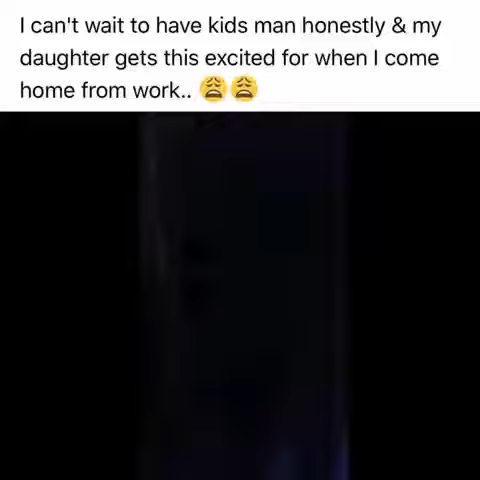 I can't wait to have kids man honestly & my
daughter gets this excited for when I come
home from work.. 😩😩